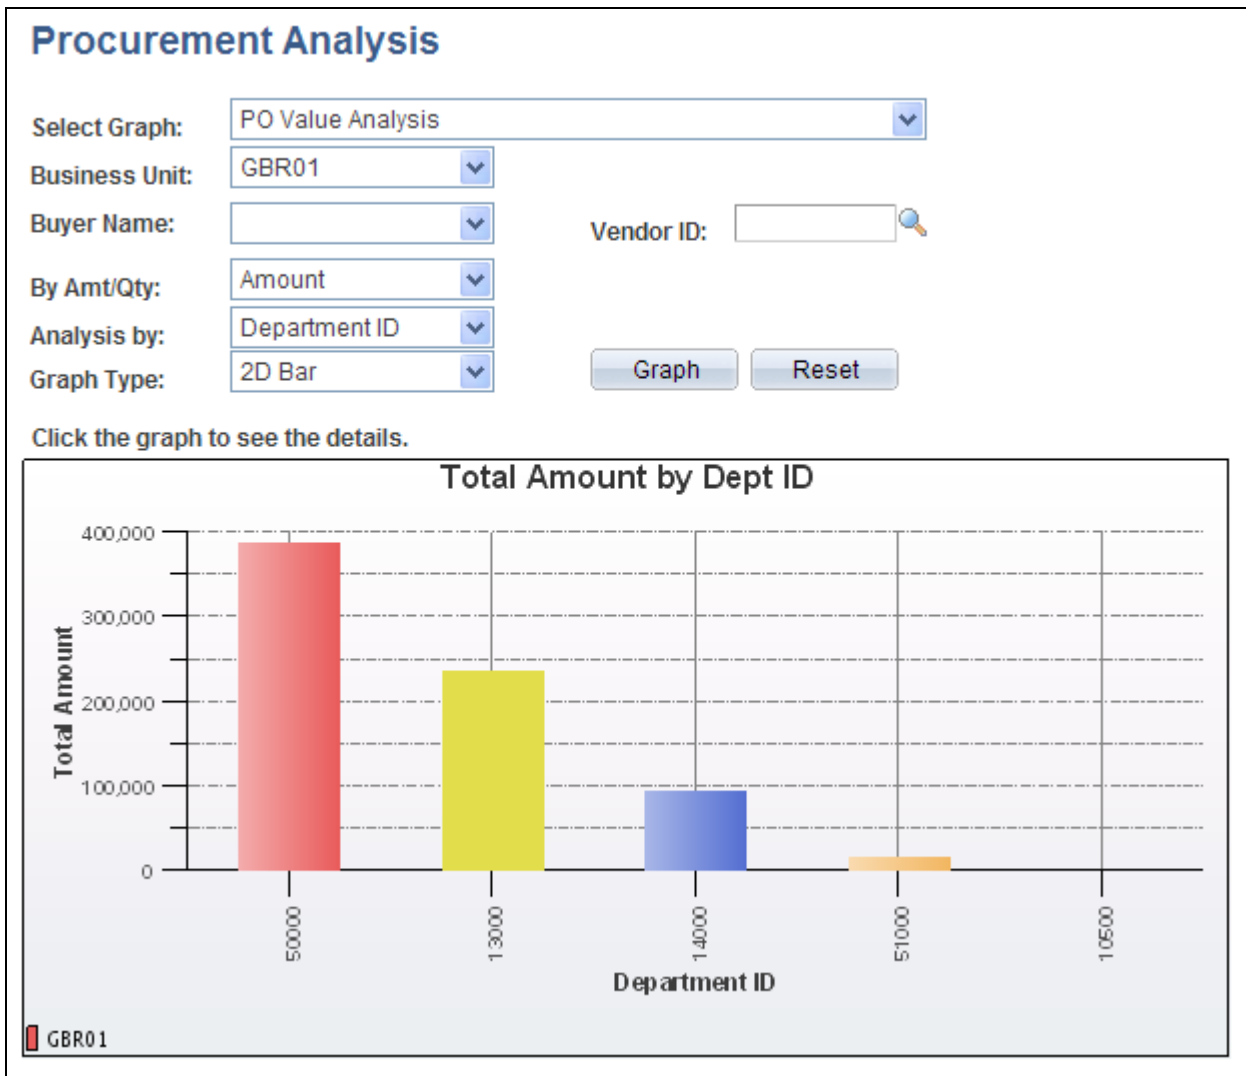 Procurement Analysis
Select Graph: PO Value Analysis
Business Unit: GBR01
Buyer Name: Vendor ID:
By Amt/Qty: Amount
Analysis by: Department ID
Graph Type: 2D Bar Graph Reset
Click the graph to see the details.
Total Amount by Dept ID
Total Amount
400,000
300,000
200,000
100,000
0
50000 13000 14000 51000 10500
Department ID
GBR01